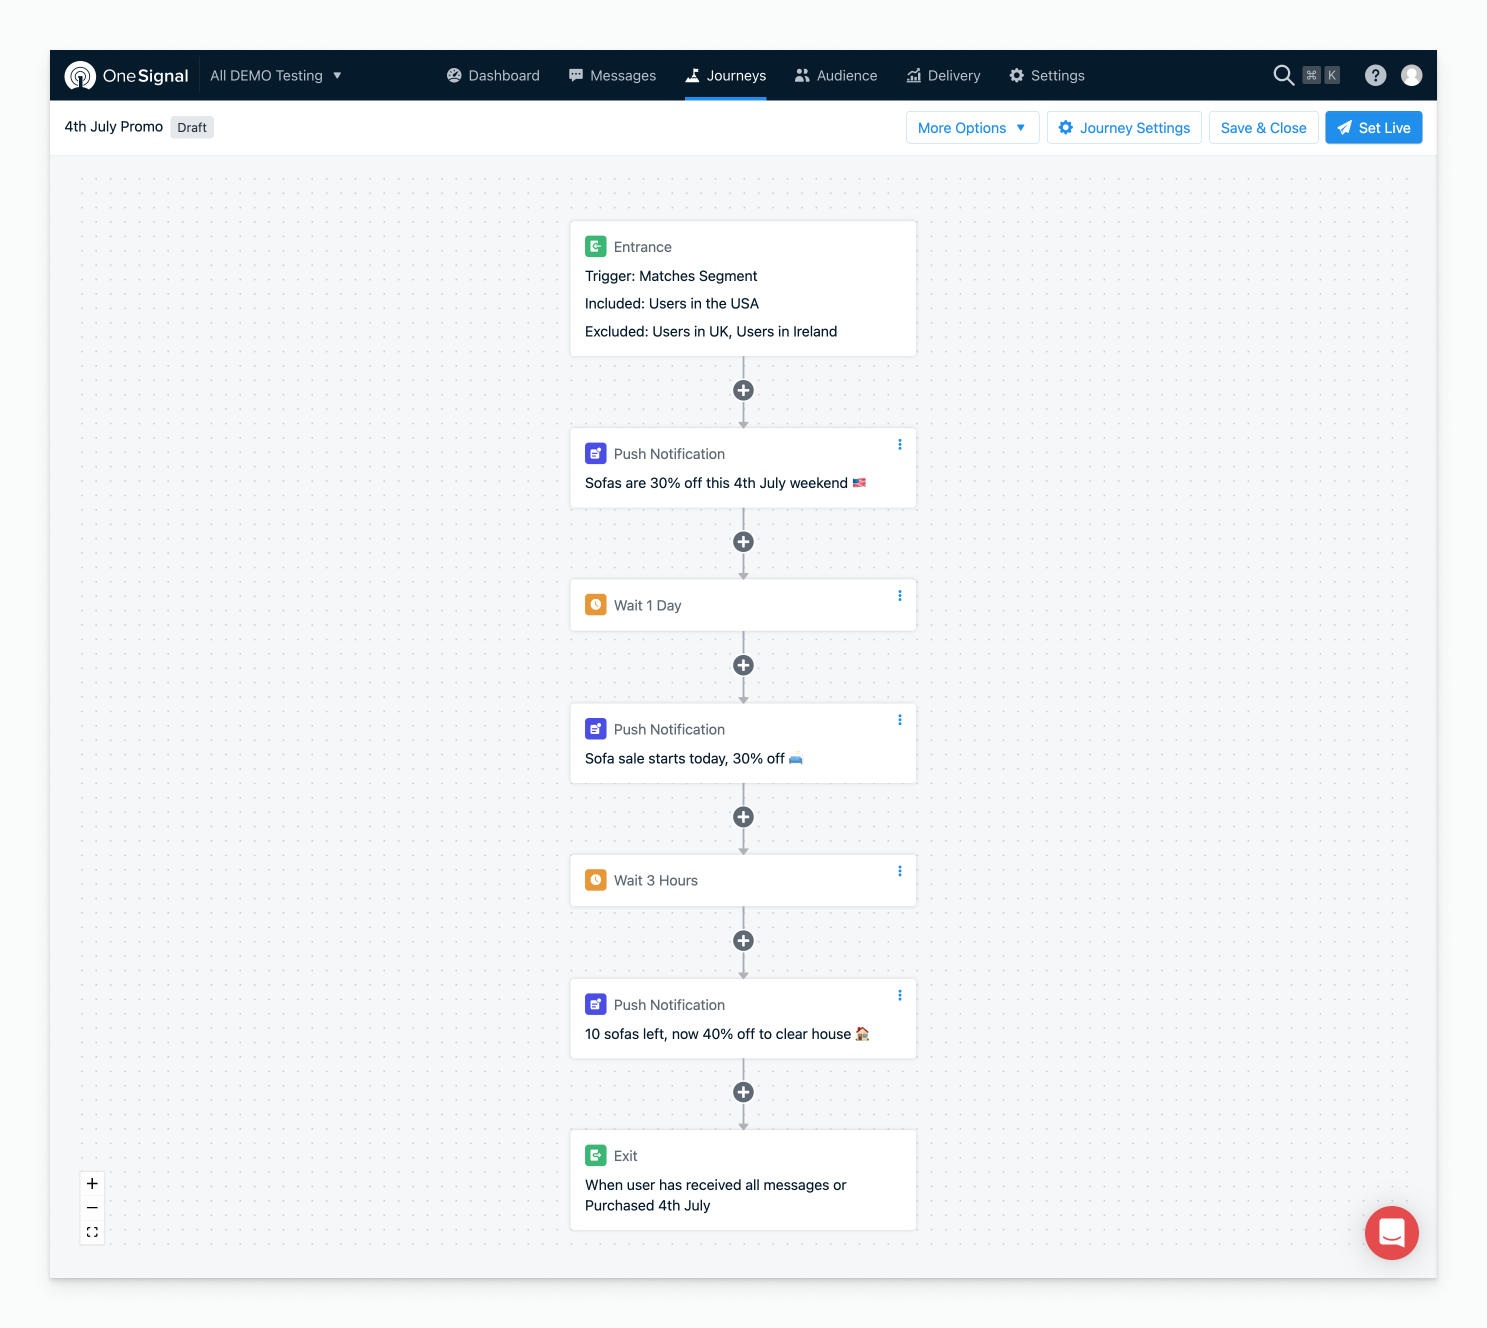 OneSignal
All DEMO Testing
Dashboard
Messages
Journeys
Audience
Delivery
Settings
⌘ K
?
4th July Promo
Draft
More Options
Journey Settings
Save & Close
Set Live
Entrance
Trigger: Matches Segment
Included: Users in the USA
Excluded: Users in UK, Users in Ireland
Push Notification
Sofas are 30% off this 4th July weekend 🇺🇸
Wait 1 Day
Push Notification
Sofa sale starts today, 30% off 🛋️
Wait 3 Hours
Push Notification
10 sofas left, now 40% off to clear house 🏠
Exit
When user has received all messages or
Purchased 4th July